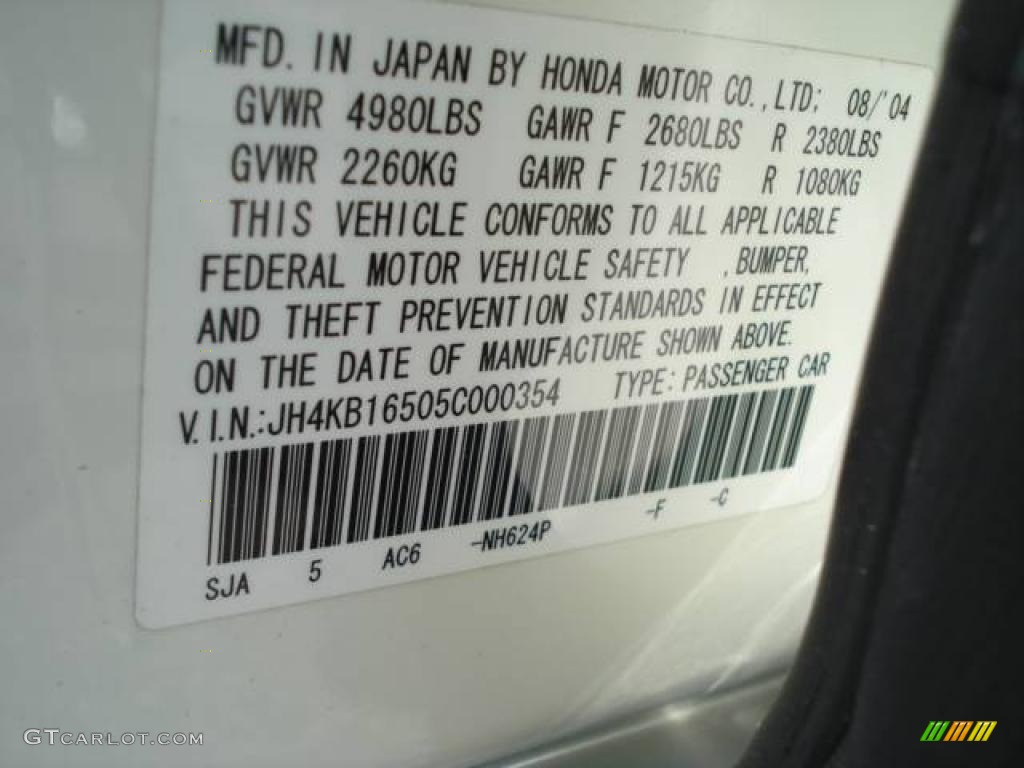 MFD. IN JAPAN BY HONDA MOTOR CO., LTD; 08/'04
GVWR 4980LBS GAWR F 2680LBS R 2380LBS
GVWR 2260KG GAWR F 1215KG R 1080KG
THIS VEHICLE CONFORMS TO ALL APPLICABLE
FEDERAL MOTOR VEHICLE SAFETY , BUMPER,
AND THEFT PREVENTION STANDARDS IN EFFECT
ON THE DATE OF MANUFACTURE SHOWN ABOVE.
V.I.N.:JH4KB16505C000354 TYPE: PASSENGER CAR
SJA 5 AC6 -NH624P -F -C
GTCARLOT.COM